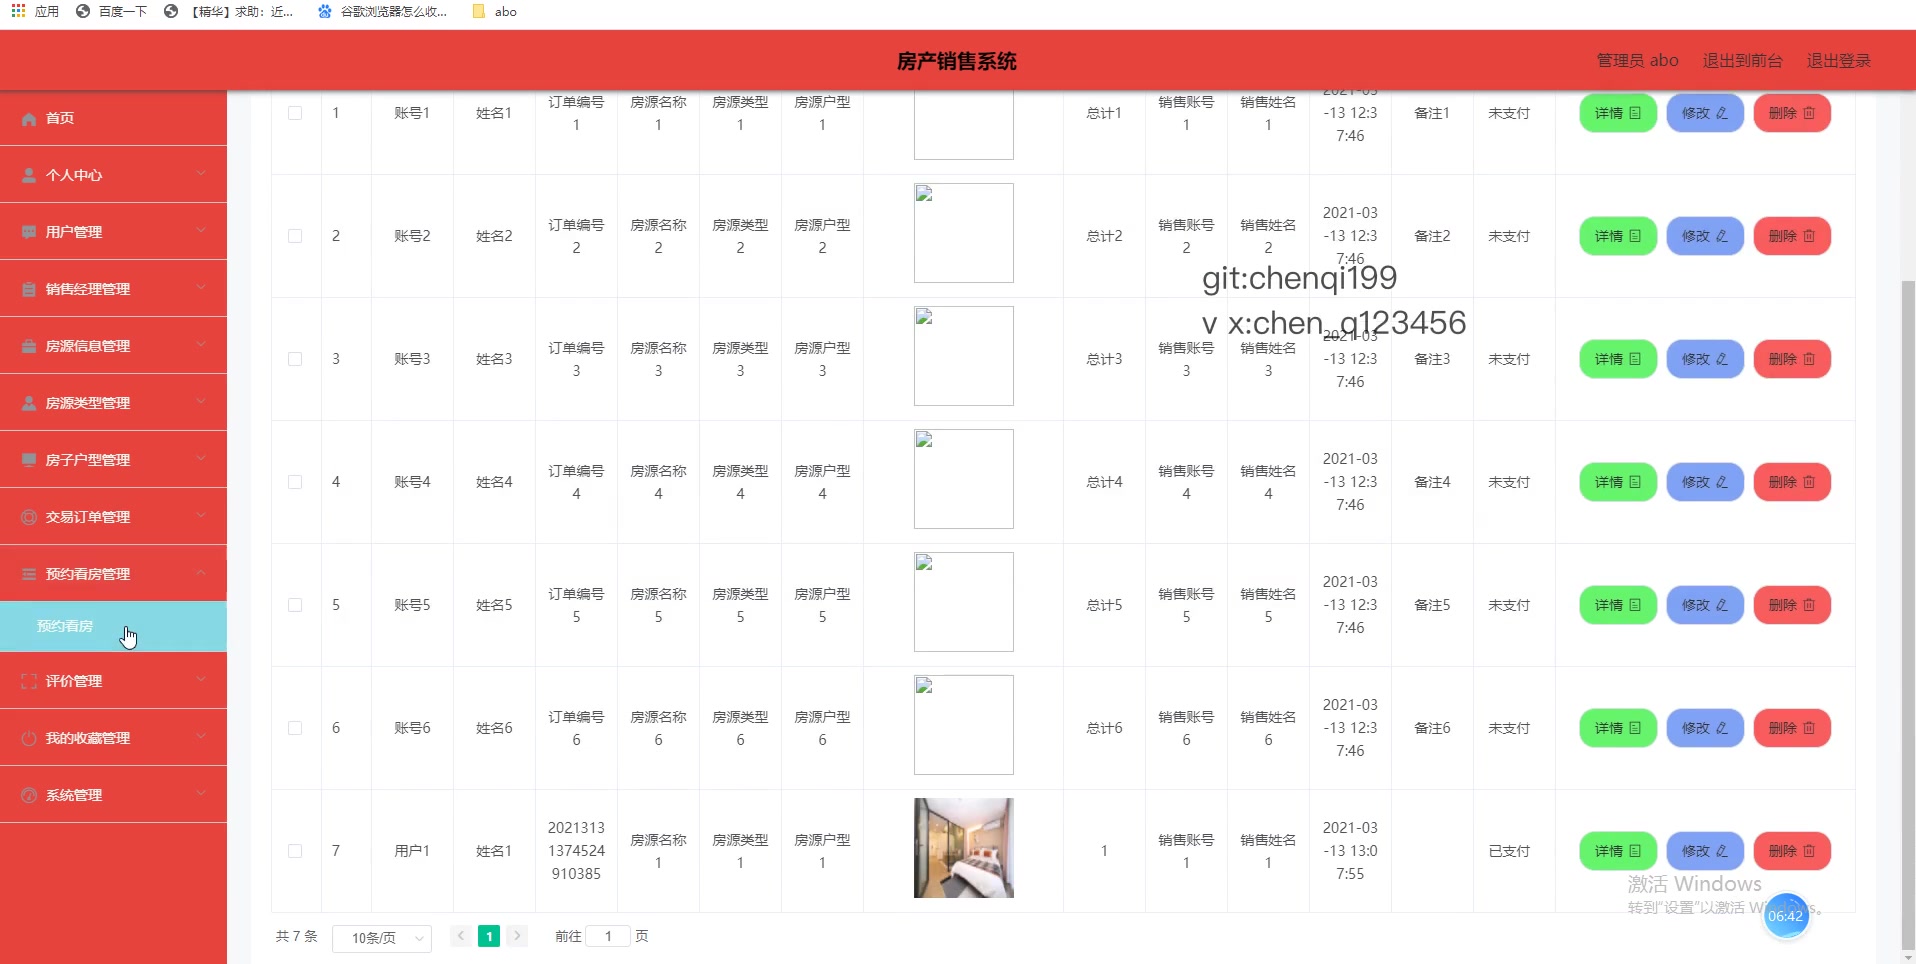 应用 百度一下 【精华】求助：近... 谷歌浏览器怎么收... abo
房产销售系统 管理员 abo 退出到前台 退出登录
首页
个人中心
用户管理
销售经理管理
房源信息管理
房源类型管理
房子户型管理
交易订单管理
预约看房管理
预约看房
评价管理
我的收藏管理
系统管理
1 账号1 姓名1 订单编号 房源名称 房源类型 房源户型 总计1 销售账号 销售姓名 2021-03 备注1 未支付 详情 修改 删除
1 1 1 1 1 1 -13 12:3
7:46
2 账号2 姓名2 订单编号 房源名称 房源类型 房源户型 总计2 销售账号 销售姓名 2021-03 备注2 未支付 详情 修改 删除
2 2 2 2 2 2 -13 12:3
7:46
git:chenqi199
v x:chen_q123456
3 账号3 姓名3 订单编号 房源名称 房源类型 房源户型 总计3 销售账号 销售姓名 2021-03 备注3 未支付 详情 修改 删除
3 3 3 3 3 3 -13 12:3
7:46
4 账号4 姓名4 订单编号 房源名称 房源类型 房源户型 总计4 销售账号 销售姓名 2021-03 备注4 未支付 详情 修改 删除
4 4 4 4 4 4 -13 12:3
7:46
5 账号5 姓名5 订单编号 房源名称 房源类型 房源户型 总计5 销售账号 销售姓名 2021-03 备注5 未支付 详情 修改 删除
5 5 5 5 5 5 -13 12:3
7:46
6 账号6 姓名6 订单编号 房源名称 房源类型 房源户型 总计6 销售账号 销售姓名 2021-03 备注6 未支付 详情 修改 删除
6 6 6 6 6 6 -13 12:3
7:46
7 用户1 姓名1 2021313 房源名称 房源类型 房源户型 1 销售账号 销售姓名 2021-03 已支付 详情 修改 删除
1374524 1 1 1 1 1 -13 13:0
910385 7:55
激活 Windows
转到“设置”以激活 Windows。
06:42
共 7 条 10条/页 1 前往 1 页